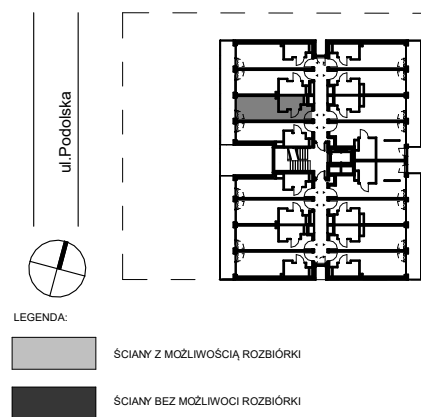 ul.Podolska
LEGENDA:
ŚCIANY Z MOŻLIWOŚCIĄ ROZBIÓRKI
ŚCIANY BEZ MOŻLIWOCI ROZBIÓRKI